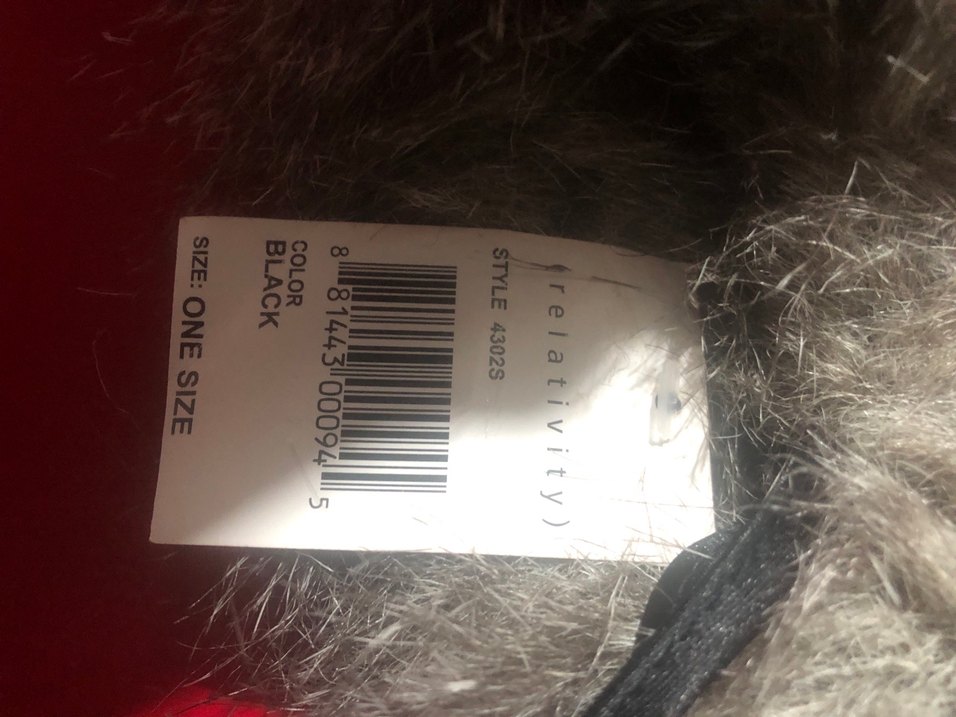 (relativity)
STYLE 4302S
8 81443 00094 5
COLOR
BLACK
SIZE: ONE SIZE